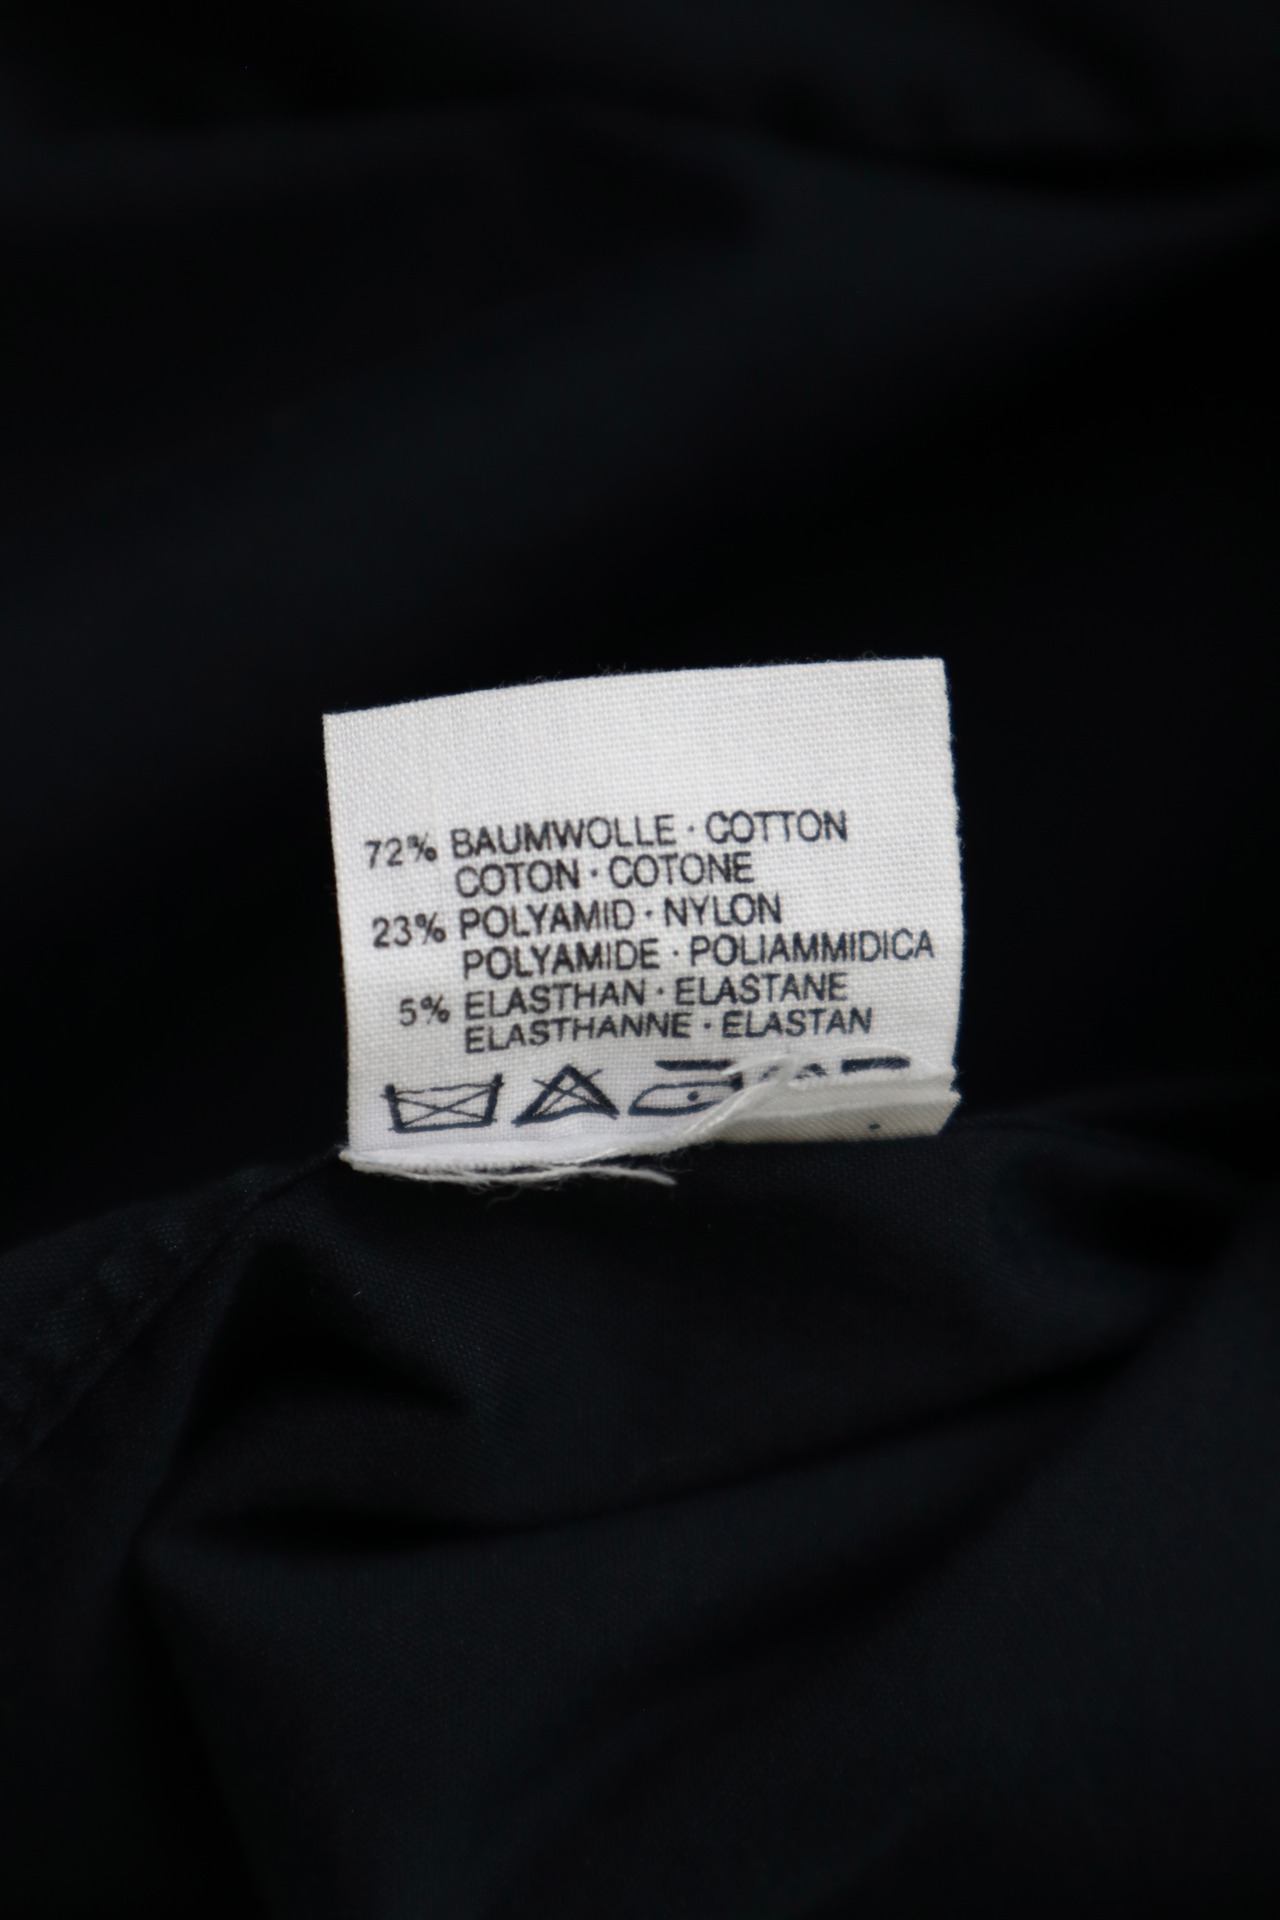 72% BAUMWOLLE · COTTON
COTON · COTONE
23% POLYAMID · NYLON
POLYAMIDE · POLIAMMIDICA
5% ELASTHAN · ELASTANE
ELASTHANNE · ELASTAN